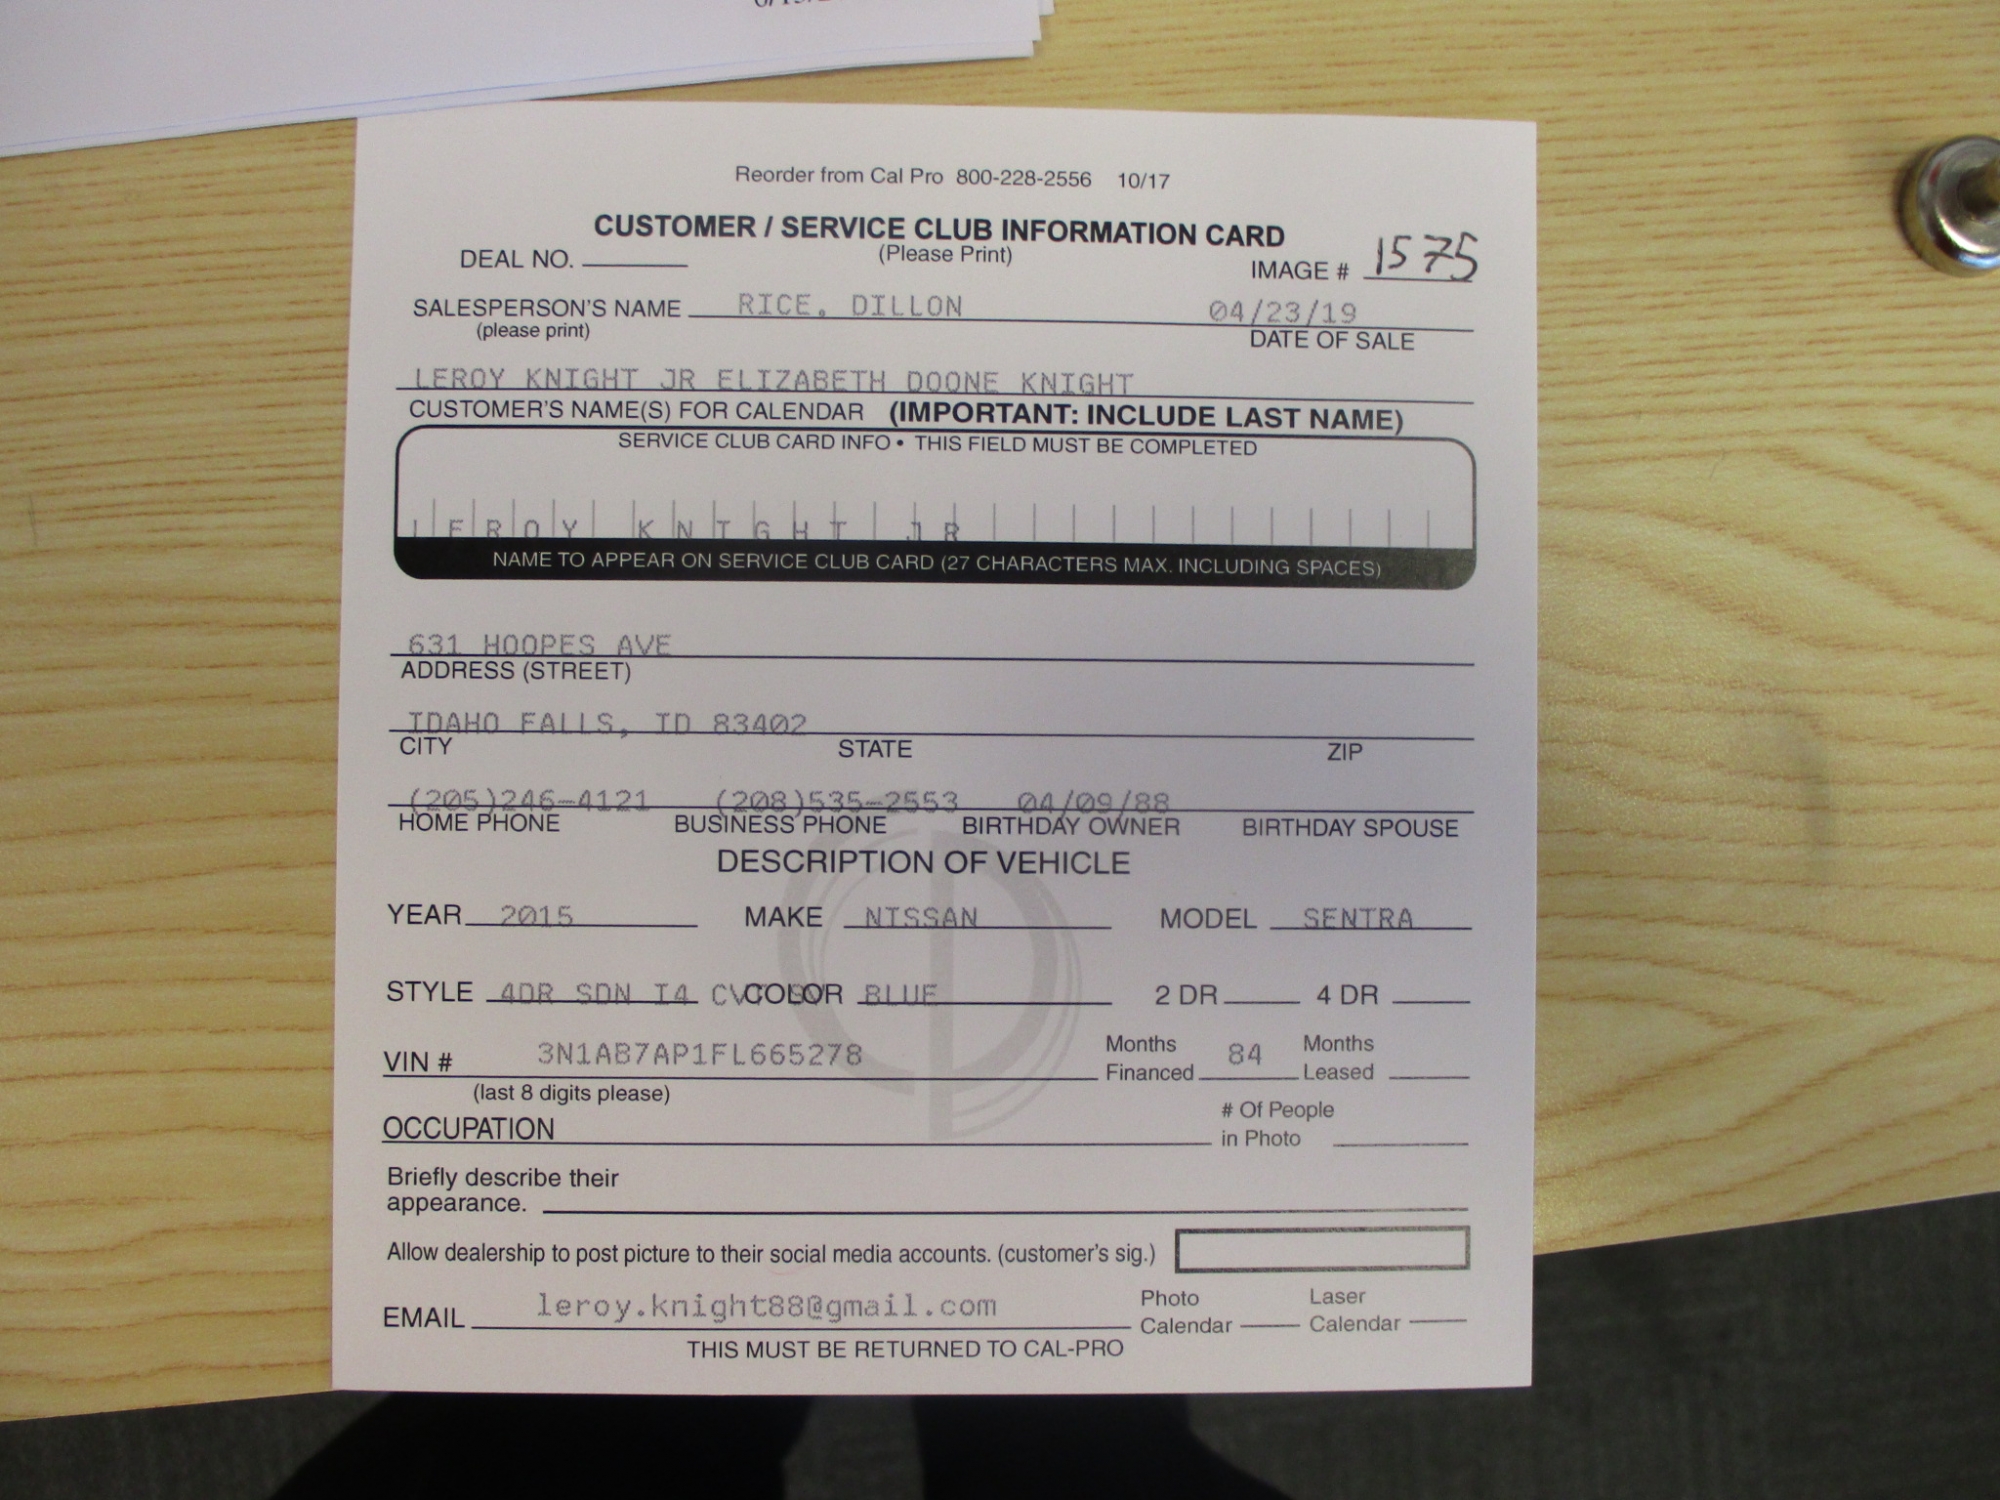 Reorder from Cal Pro 800-228-2556 10/17
CUSTOMER / SERVICE CLUB INFORMATION CARD
(Please Print)
DEAL NO.
IMAGE # 1575
SALESPERSON'S NAME RICE, DILLON 04/23/19
(please print) DATE OF SALE
LEROY KNIGHT JR ELIZABETH DOONE KNIGHT
CUSTOMER'S NAME(S) FOR CALENDAR (IMPORTANT: INCLUDE LAST NAME)
SERVICE CLUB CARD INFO • THIS FIELD MUST BE COMPLETED
LEROY KNIGHT JR
NAME TO APPEAR ON SERVICE CLUB CARD (27 CHARACTERS MAX. INCLUDING SPACES)
631 HOOPES AVE
ADDRESS (STREET)
IDAHO FALLS, ID 83402
CITY STATE ZIP
(205)246-4121 (208)535-2553 04/09/88
HOME PHONE BUSINESS PHONE BIRTHDAY OWNER BIRTHDAY SPOUSE
DESCRIPTION OF VEHICLE
YEAR 2015 MAKE NISSAN MODEL SENTRA
STYLE 4DR SDN I4 CVT COLOR BLUE 2 DR 4 DR
VIN # 3N1AB7AP1FL665278 Months Financed 84 Months Leased
(last 8 digits please)
OCCUPATION # Of People in Photo
Briefly describe their
appearance.
Allow dealership to post picture to their social media accounts. (customer's sig.)
EMAIL leroy.knight88@gmail.com Photo Calendar Laser Calendar
THIS MUST BE RETURNED TO CAL-PRO